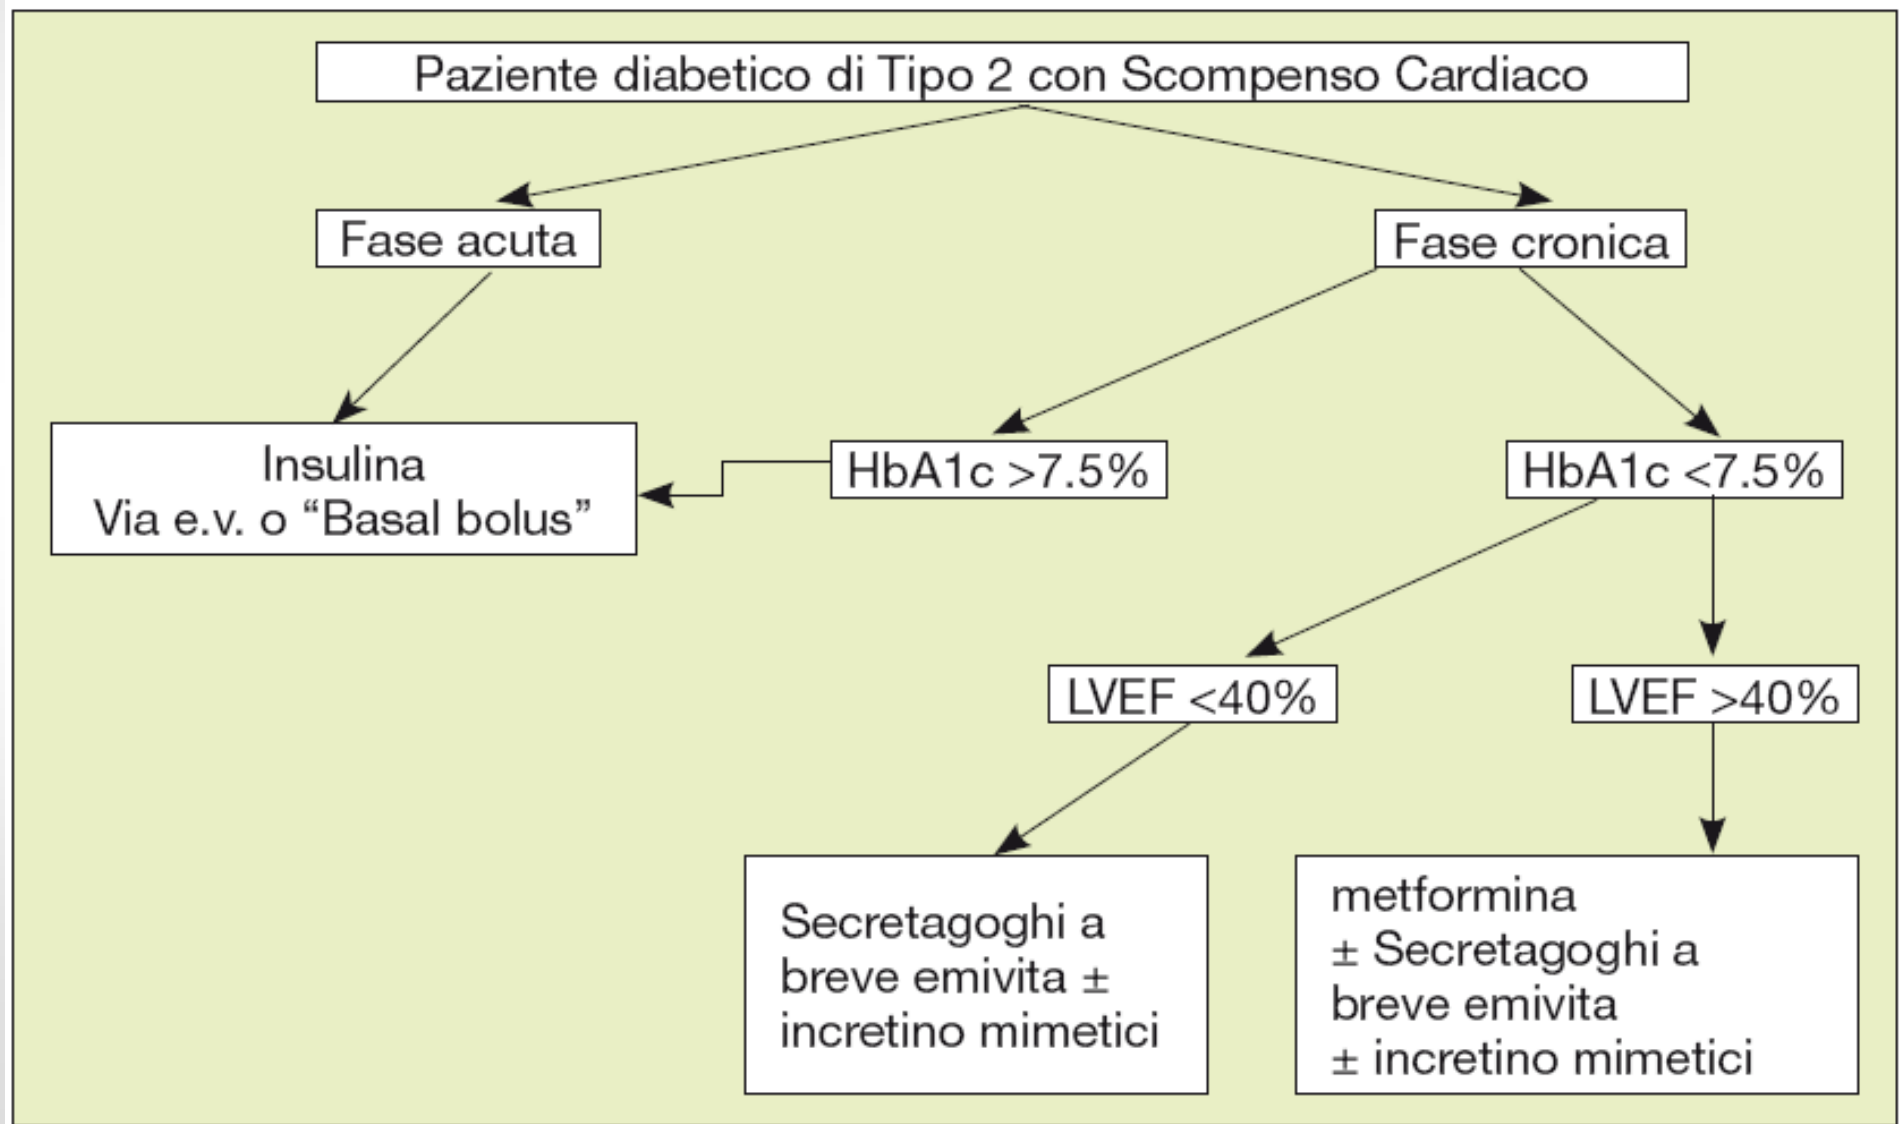 Paziente diabetico di Tipo 2 con Scompenso Cardiaco
Fase acuta
Fase cronica
Insulina
Via e.v. o “Basal bolus”
HbA1c >7.5%
HbA1c <7.5%
LVEF <40%
LVEF >40%
Secretagoghi a
breve emivita ±
incretino mimetici
metformina
± Secretagoghi a
breve emivita
± incretino mimetici